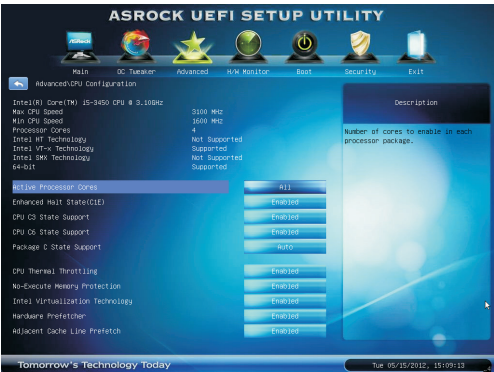 ASROCK UEFI SETUP UTILITY
ASRock
Main OC Tweaker Advanced H/W Monitor Boot Security Exit
Advanced\CPU Configuration
Description
Intel(R) Core(TM) i5-3450 CPU @ 3.10GHz
Max CPU Speed 3100 MHz
Min CPU Speed 1600 MHz
Processor Cores 4
Intel HT Technology Not Supported
Intel VT-x Technology Supported
Intel SMX Technology Not Supported
64-bit Supported
Number of cores to enable in each
processor package.
Active Processor Cores All
Enhanced Halt State(C1E) Enabled
CPU C3 State Support Enabled
CPU C6 State Support Enabled
Package C State Support Auto
CPU Thermal Throttling Enabled
No-Execute Memory Protection Enabled
Intel Virtualization Technology Enabled
Hardware Prefetcher Enabled
Adjacent Cache Line Prefetch Enabled
Tomorrow's Technology Today
Tue 05/15/2012, 15:09:13